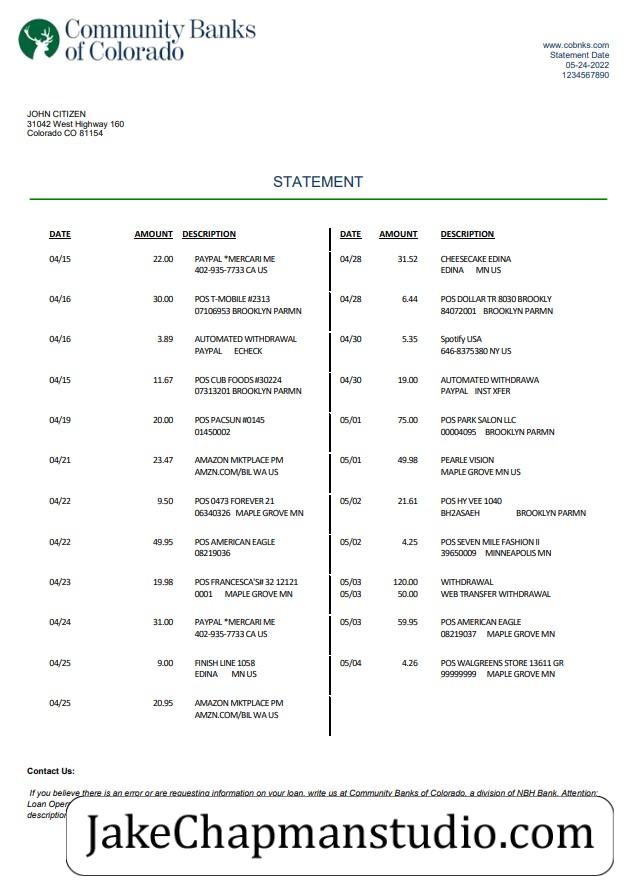 Community Banks
of Colorado
www.cobnks.com
Statement Date
05-24-2022
1234567890
JOHN CITIZEN
31042 West Highway 160
Colorado CO 81154
STATEMENT
DATE AMOUNT DESCRIPTION
04/15 22.00 PAYPAL *MERCARI ME
402-935-7733 CA US
04/16 30.00 POS T-MOBILE #2313
07106953 BROOKLYN PARMN
04/16 3.89 AUTOMATED WITHDRAWAL
PAYPAL ECHECK
04/15 11.67 POS CUB FOODS #30224
07313201 BROOKLYN PARMN
04/19 20.00 POS PACSUN #0145
01450002
04/21 23.47 AMAZON MKTPLACE PM
AMZN.COM/BIL WA US
04/22 9.50 POS 0473 FOREVER 21
06340326 MAPLE GROVE MN
04/22 49.95 POS AMERICAN EAGLE
08219036
04/23 19.98 POS FRANCESCA'S# 32 12121
0001 MAPLE GROVE MN
04/24 31.00 PAYPAL *MERCARI ME
402-935-7733 CA US
04/25 9.00 FINISH LINE 1058
EDINA MN US
04/25 20.95 AMAZON MKTPLACE PM
AMZN.COM/BIL WA US
DATE AMOUNT DESCRIPTION
04/28 31.52 CHEESECAKE EDINA
EDINA MN US
04/28 6.44 POS DOLLAR TR 8030 BROOKLY
84072001 BROOKLYN PARMN
04/30 5.35 Spotify USA
646-8375380 NY US
04/30 19.00 AUTOMATED WITHDRAWA
PAYPAL INST XFER
05/01 75.00 POS PARK SALON LLC
00004095 BROOKLYN PARMN
05/01 49.98 PEARLE VISION
MAPLE GROVE MN US
05/02 21.61 POS HY VEE 1040
BH2ASAEH BROOKLYN PARMN
05/02 4.25 POS SEVEN MILE FASHION II
39650009 MINNEAPOLIS MN
05/03 120.00 WITHDRAWAL
05/03 50.00 WEB TRANSFER WITHDRAWAL
05/03 59.95 POS AMERICAN EAGLE
08219037 MAPLE GROVE MN
05/04 4.26 POS WALGREENS STORE 13611 GR
99999999 MAPLE GROVE MN
Contact Us:
If you believe there is an error or are requesting information on your loan, write us at Community Banks of Colorado, a division of NBH Bank, Attention:
Loan
JakeChapmanstudio.com